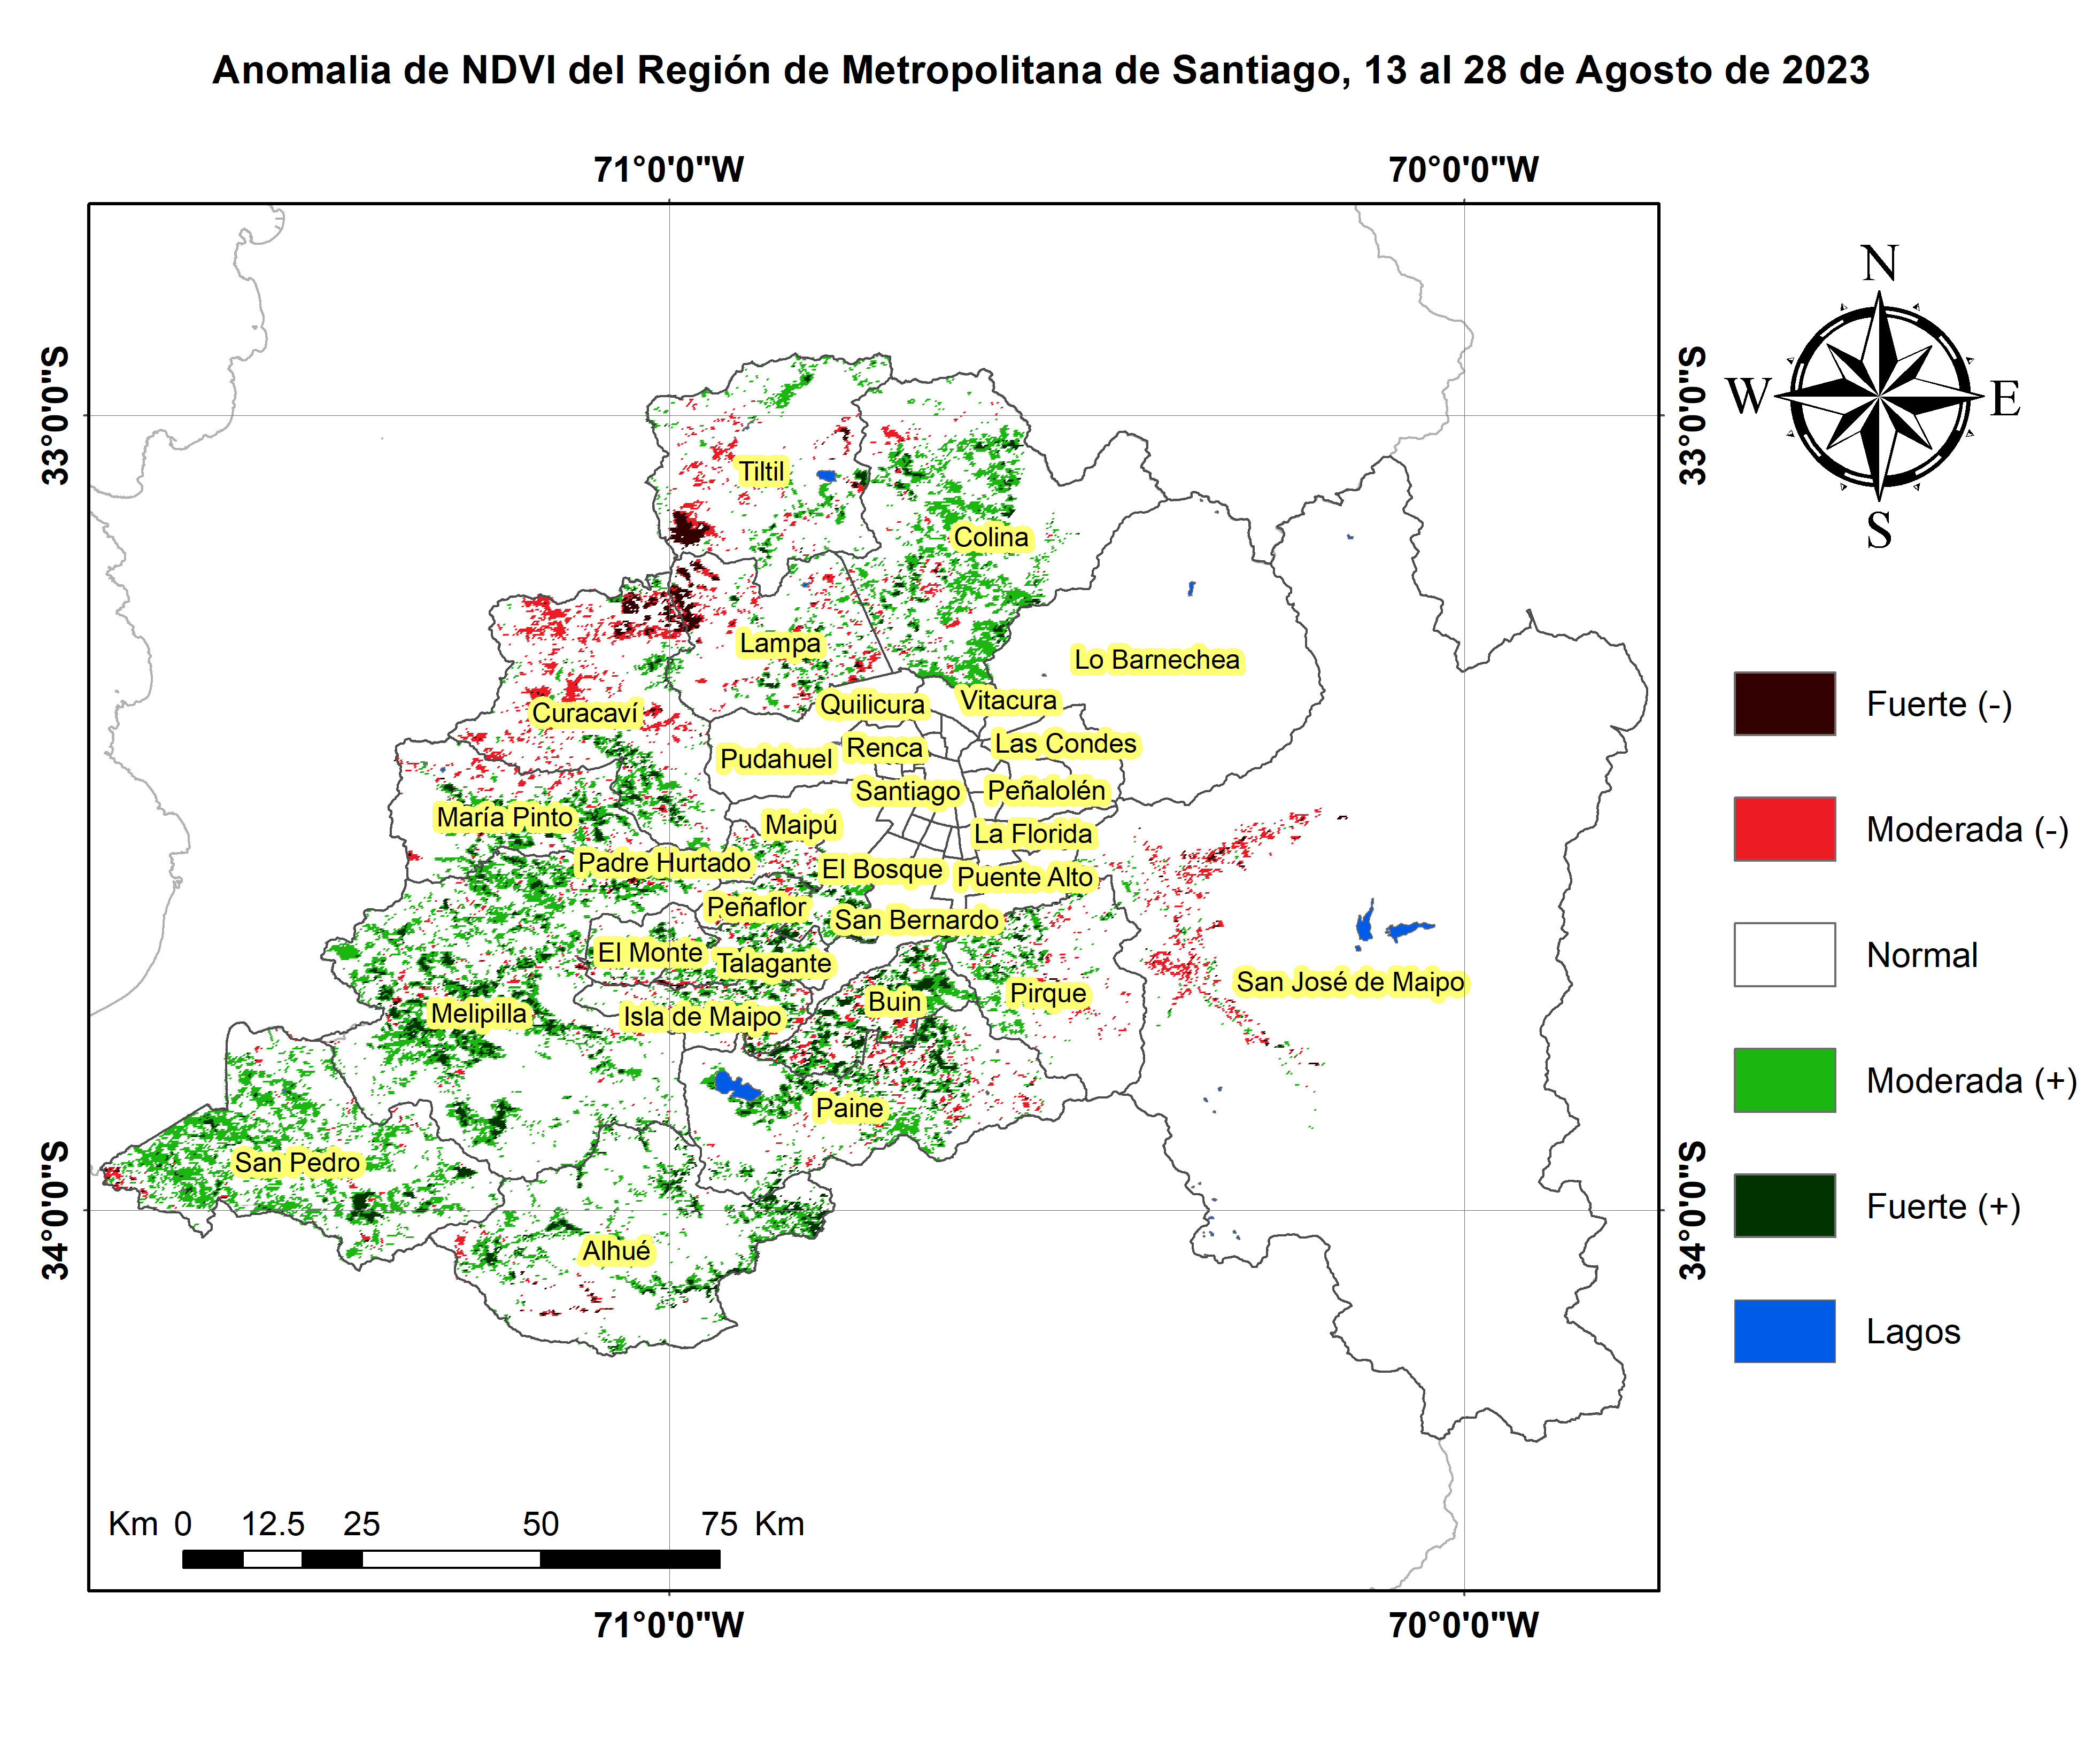 Anomalia de NDVI del Región de Metropolitana de Santiago, 13 al 28 de Agosto de 2023
71°0'0"W
70°0'0"W
33°0'0"S
33°0'0"S
N
W
E
S
Tiltil
Colina
Lampa
Lo Barnechea
Quilicura
Vitacura
Curacaví
Pudahuel
Renca
Las Condes
Santiago
Peñalolén
María Pinto
Maipú
La Florida
Padre Hurtado
El Bosque
Puente Alto
Peñaflor
San Bernardo
El Monte
Talagante
San José de Maipo
Pirque
Buin
Melipilla
Isla de Maipo
Paine
San Pedro
Alhué
34°0'0"S
34°0'0"S
Fuerte (-)
Moderada (-)
Normal
Moderada (+)
Fuerte (+)
Lagos
Km 0 12.5 25 50 75 Km
71°0'0"W
70°0'0"W